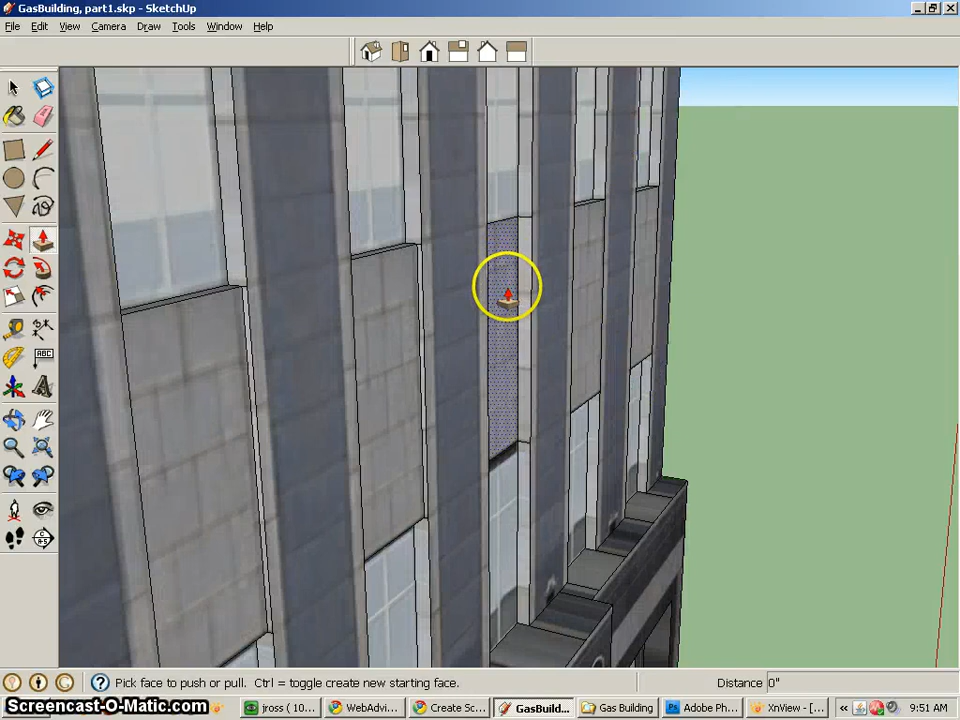 GasBuilding, part1.skp - SketchUp
File Edit View Camera Draw Tools Window Help
ABC
Pick face to push or pull. Ctrl = toggle create new starting face.
Distance 0"
Screencast-O-Matic.com
jross ( 10...
WebAdvi...
Create Sc...
GasBuild...
Gas Building
Adobe Ph...
XnView - [...
9:51 AM